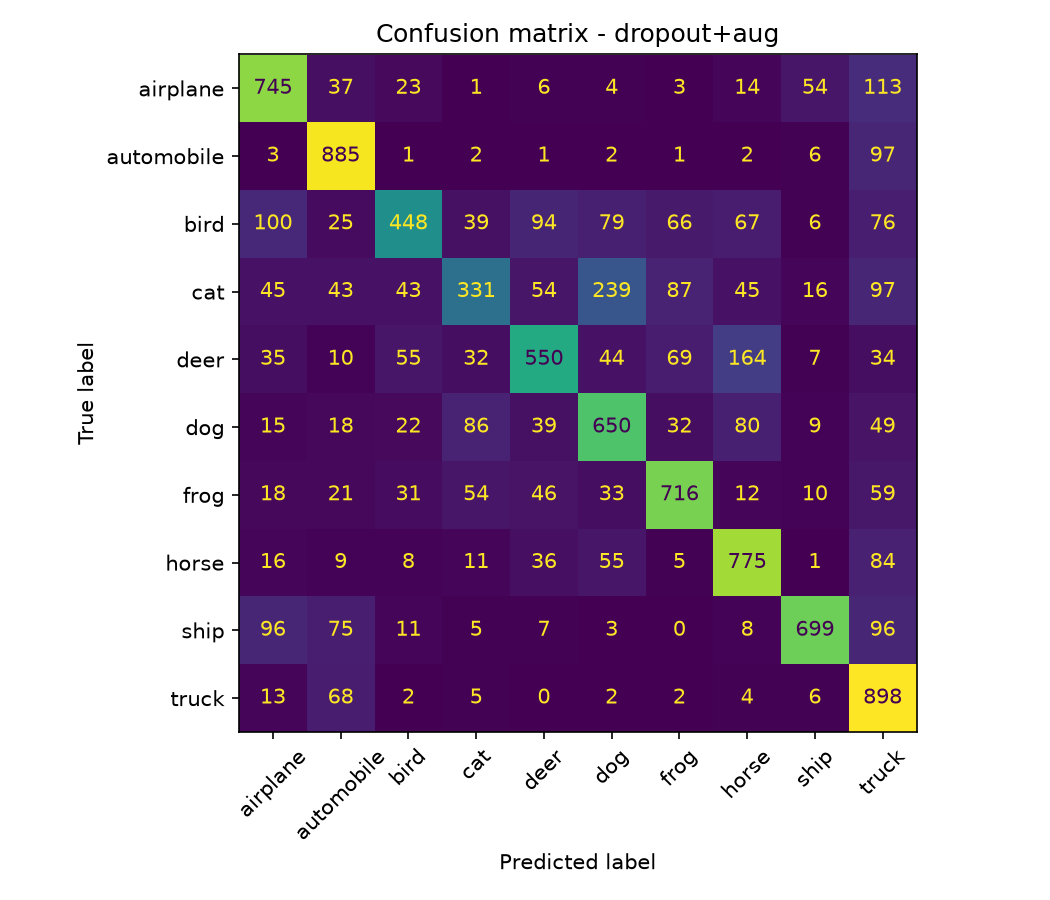 Confusion matrix - dropout+aug
True label
airplane 745 37 23 1 6 4 3 14 54 113
automobile 3 885 1 2 1 2 1 2 6 97
bird 100 25 448 39 94 79 66 67 6 76
cat 45 43 43 331 54 239 87 45 16 97
deer 35 10 55 32 550 44 69 164 7 34
dog 15 18 22 86 39 650 32 80 9 49
frog 18 21 31 54 46 33 716 12 10 59
horse 16 9 8 11 36 55 5 775 1 84
ship 96 75 11 5 7 3 0 8 699 96
truck 13 68 2 5 0 2 2 4 6 898
airplane automobile bird cat deer dog frog horse ship truck
Predicted label